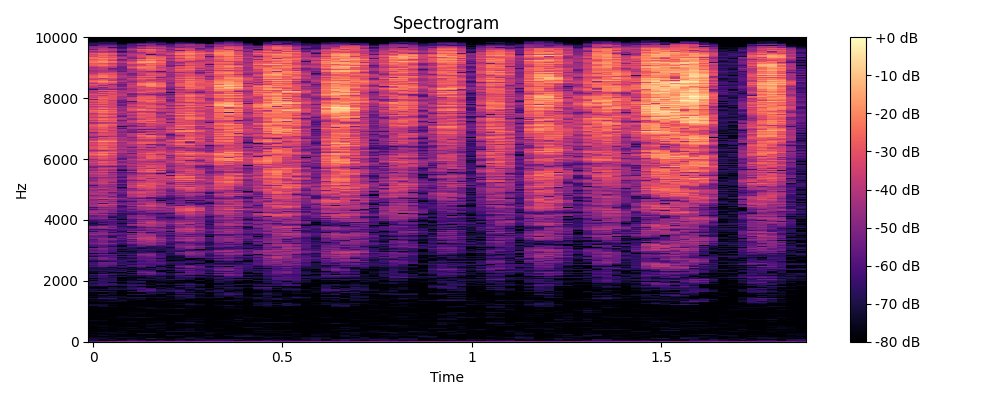 Spectrogram
10000
8000
6000
4000
2000
0
Hz
0
0.5
1
1.5
Time
+0 dB
-10 dB
-20 dB
-30 dB
-40 dB
-50 dB
-60 dB
-70 dB
-80 dB